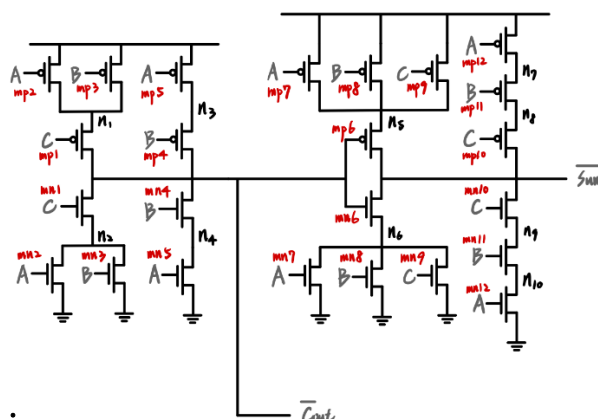 A mp2 B mp3 A mp5 A mp7 B mp8 C mp9 A mp12
n1 n3 n7
B mp11
n5 n8
C mp1 B mp4 mp6 C mp10
Sum
mn1 C mn4 B mn6 mn10 C
n2 n4 n6 n9
mn2 A mn3 B mn5 A mn7 A mn8 B mn9 C mn11 B
n10
mn12 A
Cout